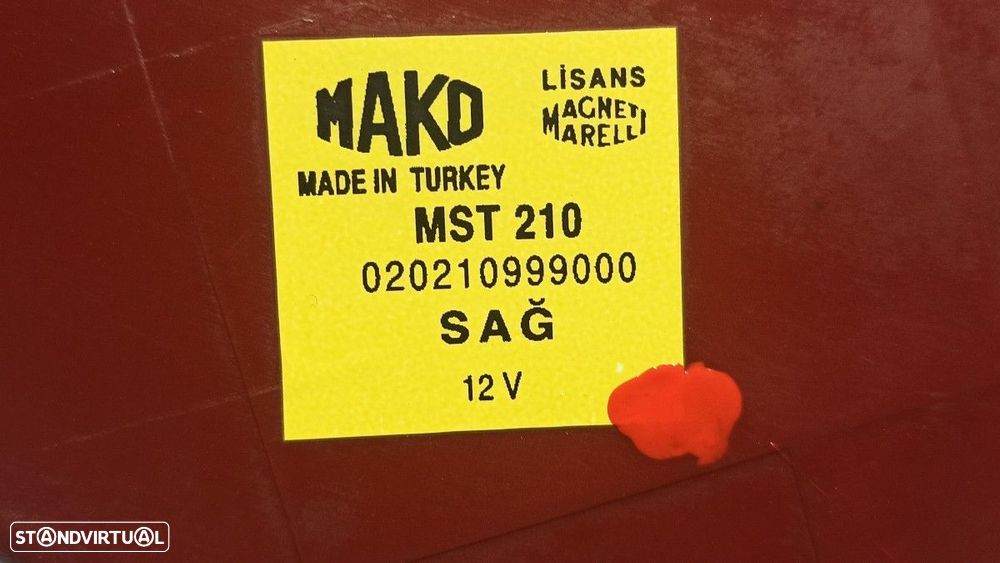 MAKO
LİSANS
MAGNETI
MARELLI
MADE IN TURKEY
MST 210
020210999000
SAĞ
12 V
STANDVIRTUAL